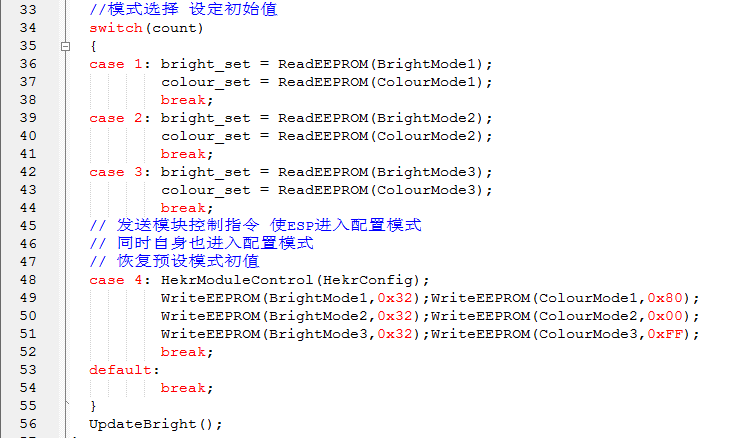 33 //模式选择 设定初始值
34 switch(count)
35 {
36 case 1: bright_set = ReadEEPROM(BrightMode1);
37 colour_set = ReadEEPROM(ColourMode1);
38 break;
39 case 2: bright_set = ReadEEPROM(BrightMode2);
40 colour_set = ReadEEPROM(ColourMode2);
41 break;
42 case 3: bright_set = ReadEEPROM(BrightMode3);
43 colour_set = ReadEEPROM(ColourMode3);
44 break;
45 // 发送模块控制指令 使ESP进入配置模式
46 // 同时自身也进入配置模式
47 // 恢复预设模式初值
48 case 4: HekrModuleControl(HekrConfig);
49 WriteEEPROM(BrightMode1,0x32);WriteEEPROM(ColourMode1,0x80);
50 WriteEEPROM(BrightMode2,0x32);WriteEEPROM(ColourMode2,0x00);
51 WriteEEPROM(BrightMode3,0x32);WriteEEPROM(ColourMode3,0xFF);
52 break;
53 default:
54 break;
55 }
56 UpdateBright();